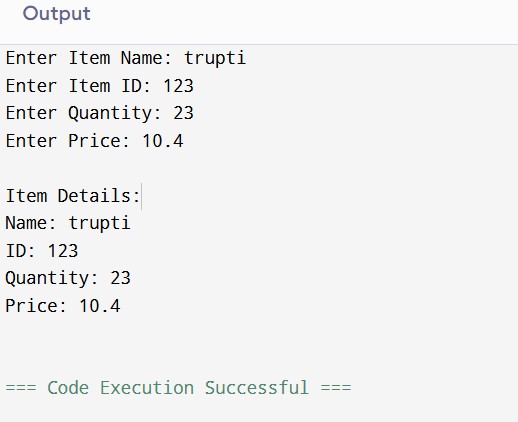 Output
Enter Item Name: trupti
Enter Item ID: 123
Enter Quantity: 23
Enter Price: 10.4
Item Details:
Name: trupti
ID: 123
Quantity: 23
Price: 10.4
=== Code Execution Successful ===